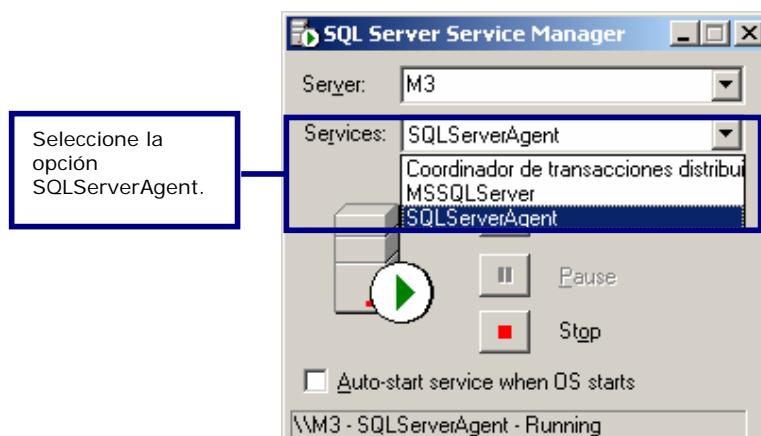 SQL Server Service Manager
Server: M3
Seleccione la
opción
SQLServerAgent.
Services: SQLServerAgent
Coordinador de transacciones distribui
MSSQLServer
SQLServerAgent
Pause
Stop
Auto-start service when OS starts
\\M3 - SQLServerAgent - Running